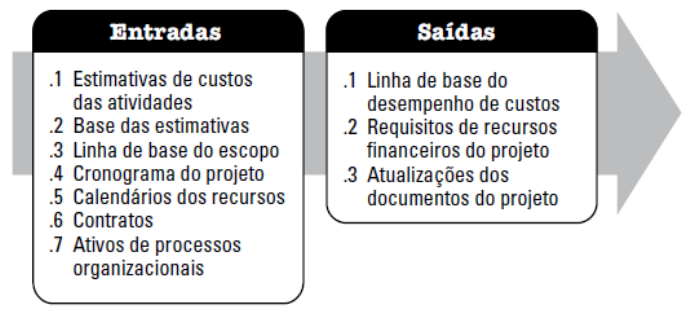 Entradas
.1 Estimativas de custos
das atividades
.2 Base das estimativas
.3 Linha de base do escopo
.4 Cronograma do projeto
.5 Calendários dos recursos
.6 Contratos
.7 Ativos de processos
organizacionais
Saídas
.1 Linha de base do
desempenho de custos
.2 Requisitos de recursos
financeiros do projeto
.3 Atualizações dos
documentos do projeto